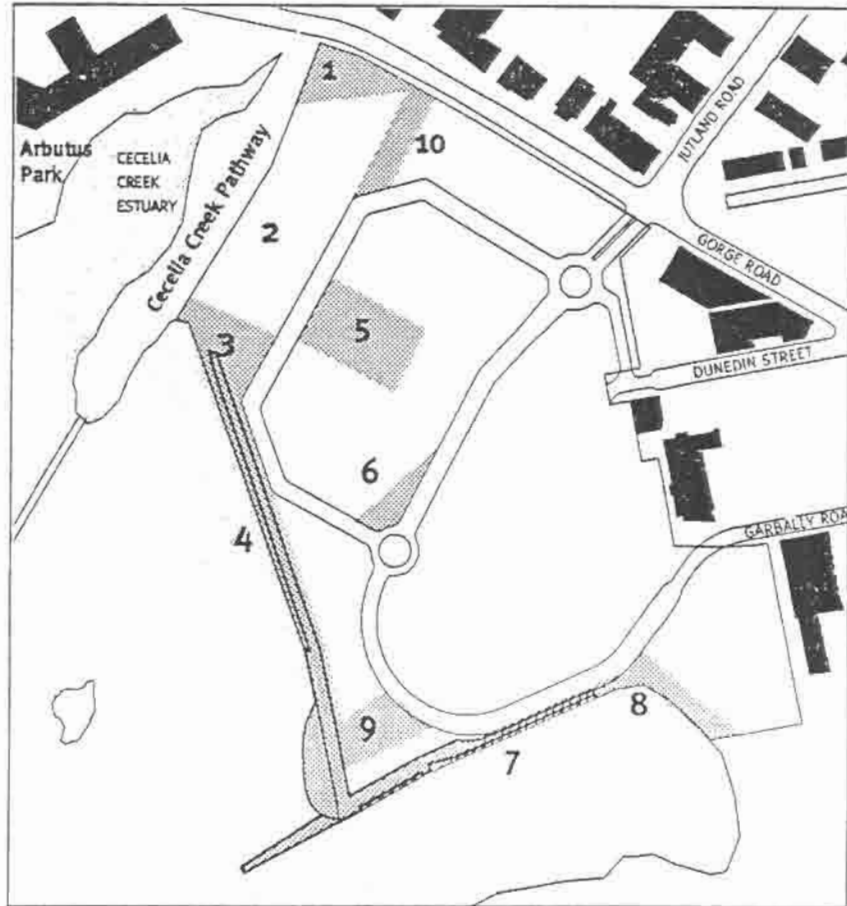 1
10
JUTLAND ROAD
Arbutus
Park
CECELIA
CREEK
ESTUARY
Cecelia Creek Pathway
2
GORGE ROAD
3
5
DUNEDIN STREET
6
4
GARBALLY ROA
9
8
7